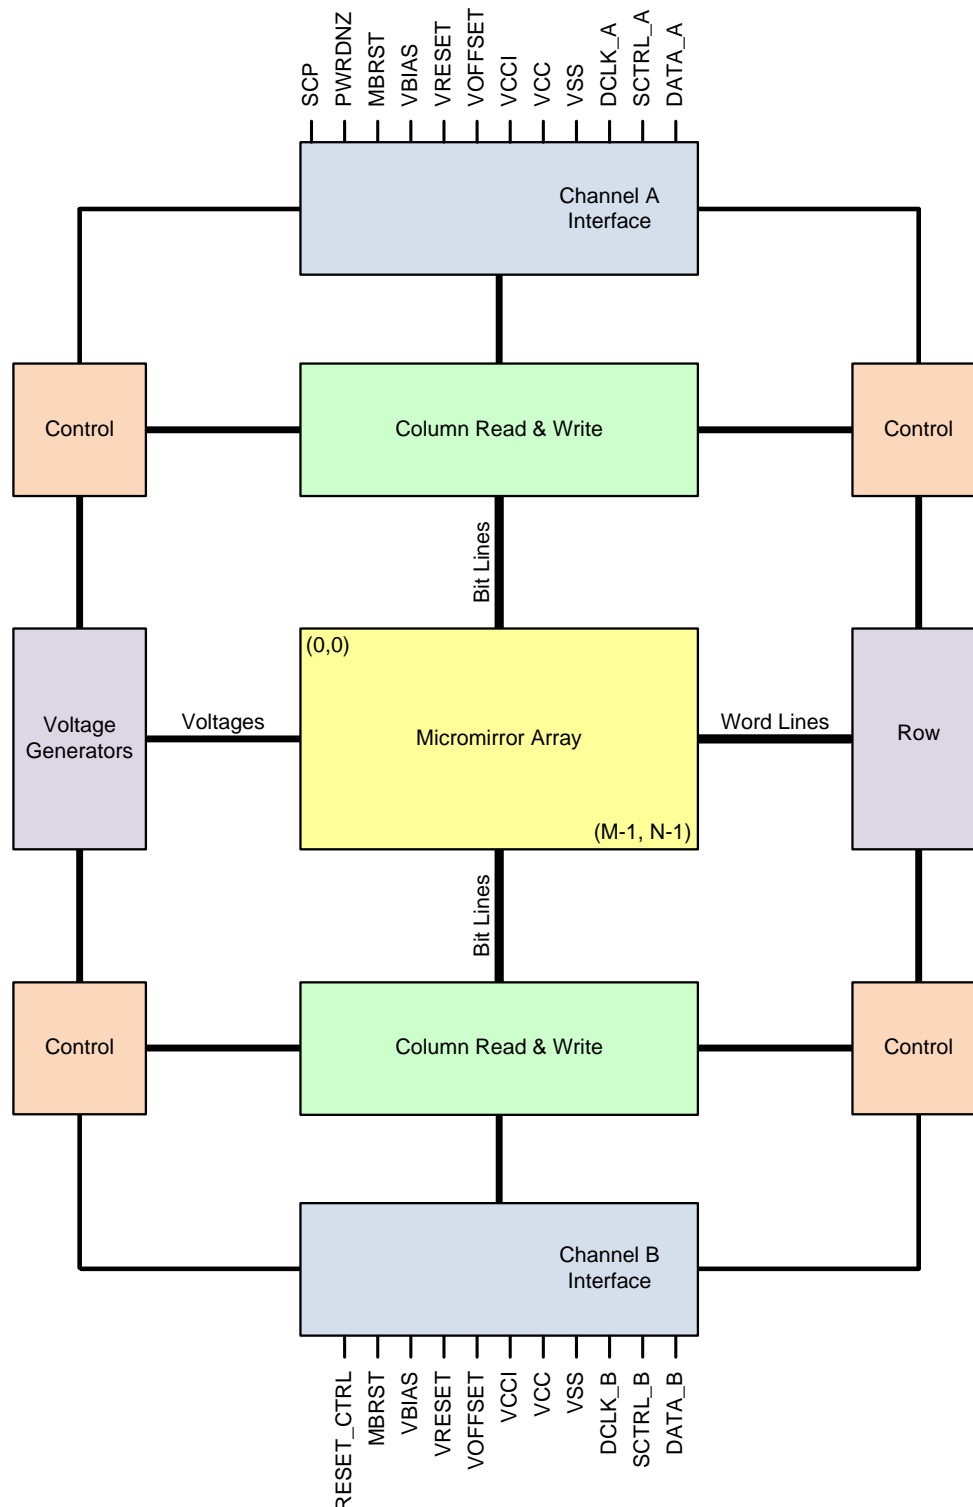 SCP
PWRDNZ
MBRST
VBIAS
VRESET
VOFFSET
VCCI
VCC
VSS
DCLK_A
SCTRL_A
DATA_A
Channel A
Interface
Control
Column Read & Write
Control
Bit Lines
(0,0)
Voltage
Generators
Voltages
Micromirror Array
Word Lines
Row
(M-1, N-1)
Bit Lines
Control
Column Read & Write
Control
Channel B
Interface
RESET_CTRL
MBRST
VBIAS
VRESET
VOFFSET
VCCI
VCC
VSS
DCLK_B
SCTRL_B
DATA_B